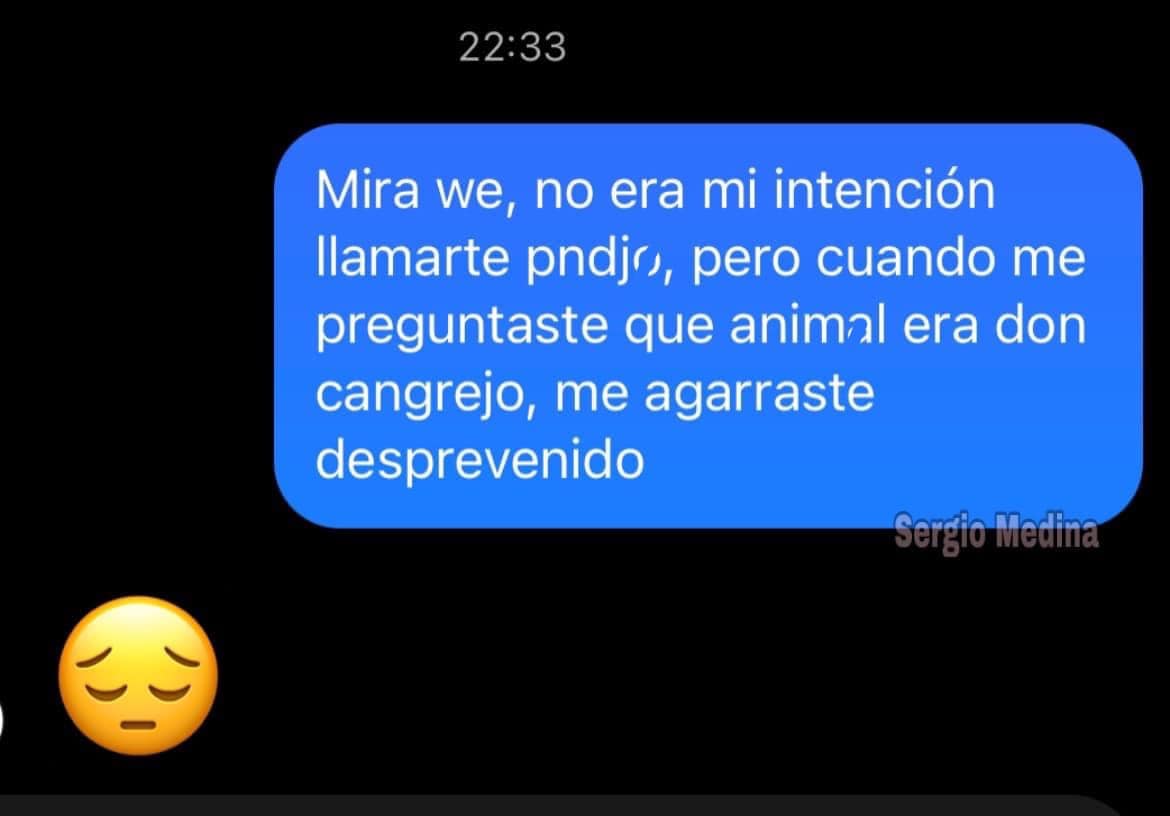 22:33
Mira we, no era mi intención
llamarte pndjo, pero cuando me
preguntaste que animal era don
cangrejo, me agarraste
desprevenido
Sergio Medina